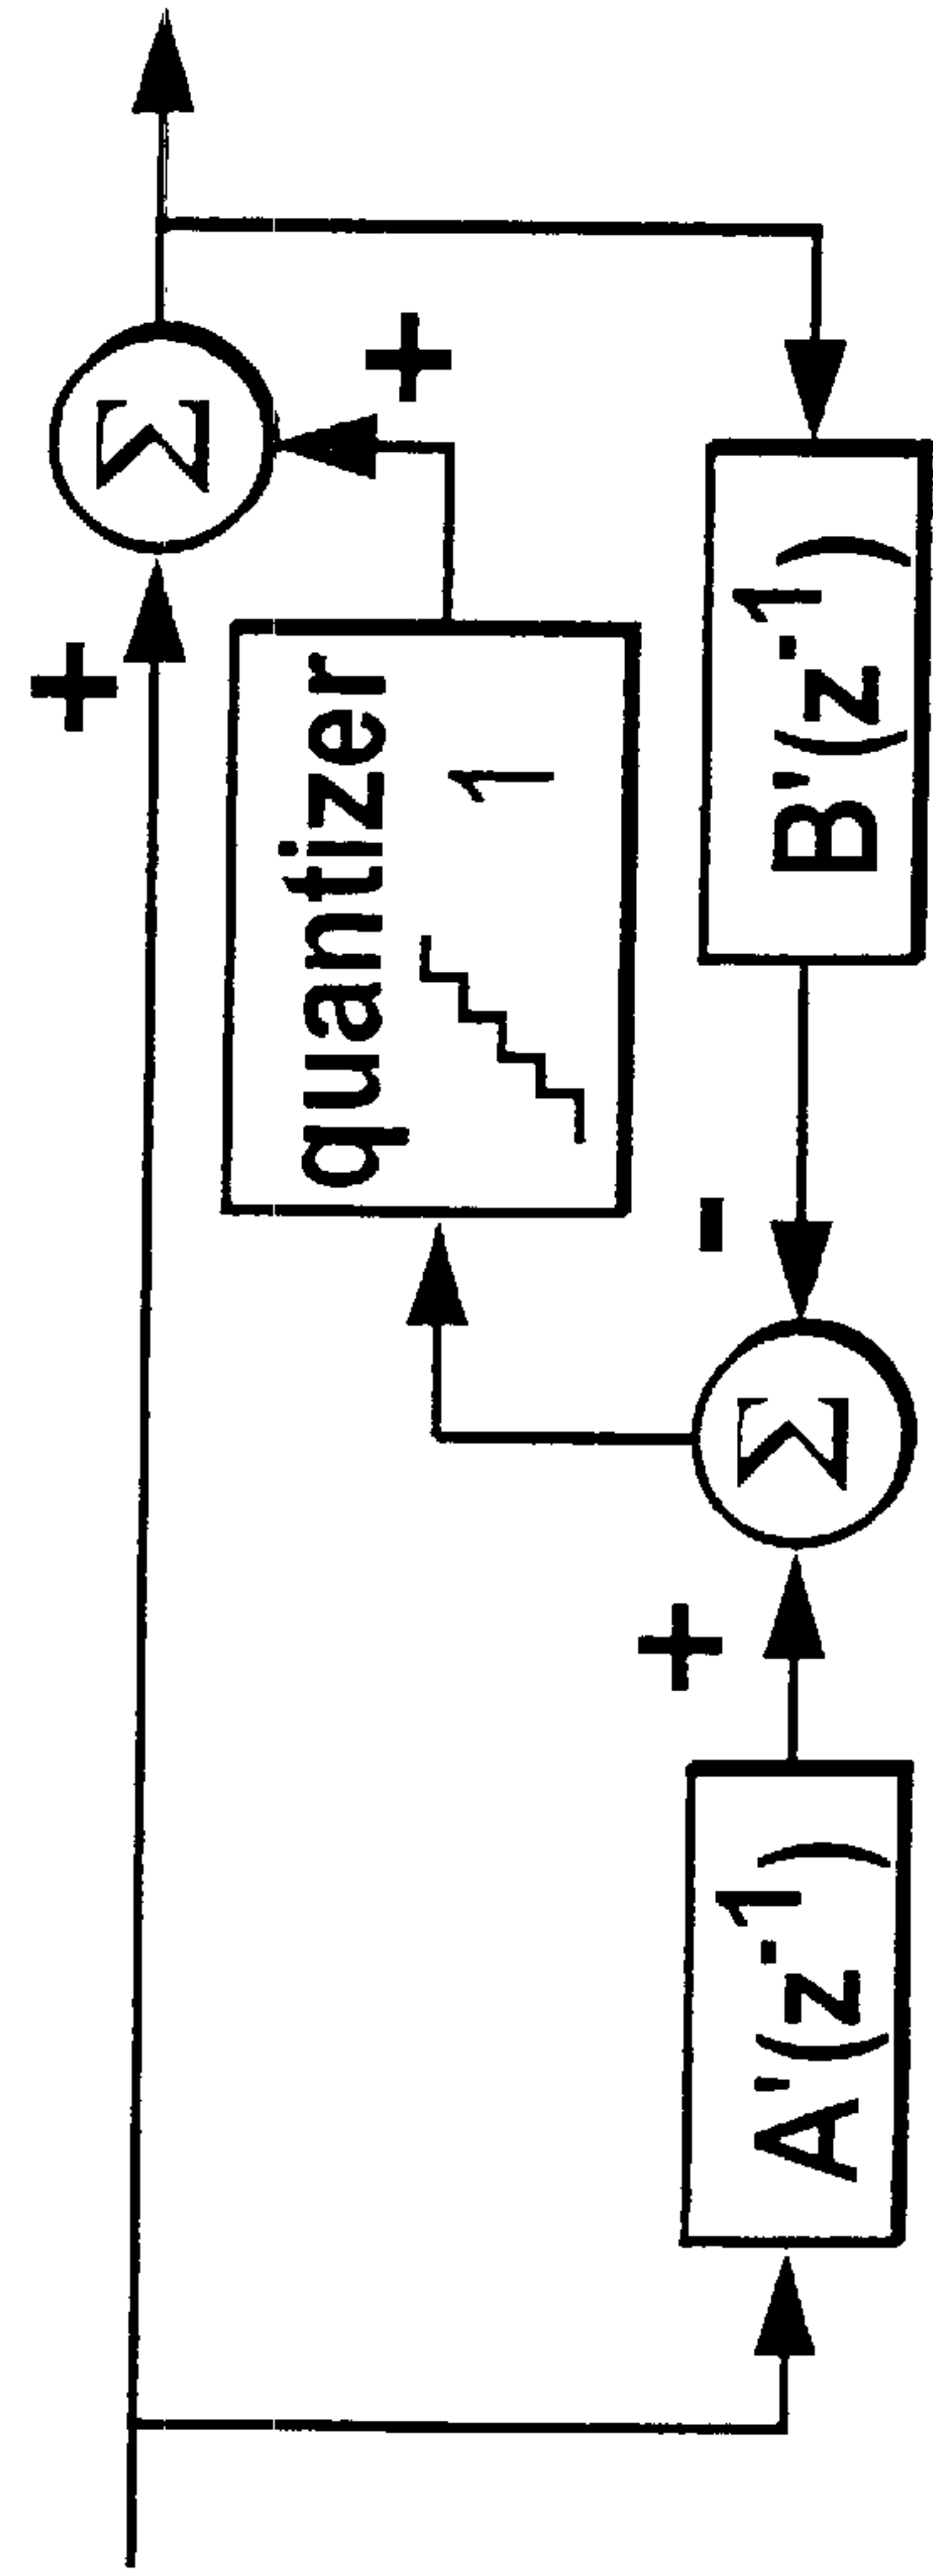 +
Σ
+
quantizer
1
B'(z-1)
-
Σ
+
A'(z-1)